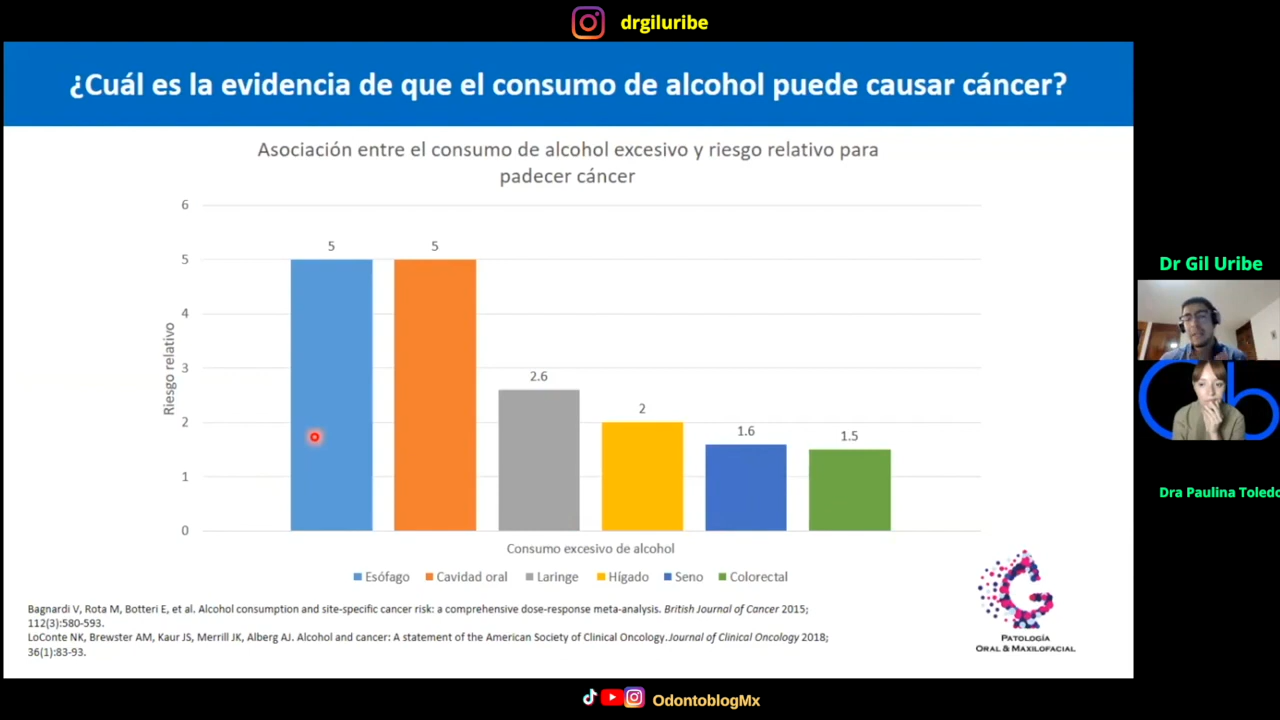 drgiluribe
¿Cuál es la evidencia de que el consumo de alcohol puede causar cáncer?
Asociación entre el consumo de alcohol excesivo y riesgo relativo para
padecer cáncer
Riesgo relativo
6
5
4
3
2
1
0
5
5
2.6
2
1.6
1.5
Consumo excesivo de alcohol
Esófago
Cavidad oral
Laringe
Hígado
Seno
Colorectal
Bagnardi V, Rota M, Botteri E, et al. Alcohol consumption and site-specific cancer risk: a comprehensive dose-response meta-analysis. British Journal of Cancer 2015;
112(3):580-593.
LoConte NK, Brewster AM, Kaur JS, Merrill JK, Alberg AJ. Alcohol and cancer: A statement of the American Society of Clinical Oncology.Journal of Clinical Oncology 2018;
36(1):83-93.
PATOLOGÍA
ORAL & MAXILOFACIAL
Dr Gil Uribe
Dra Paulina Toledo
OdontoblogMx